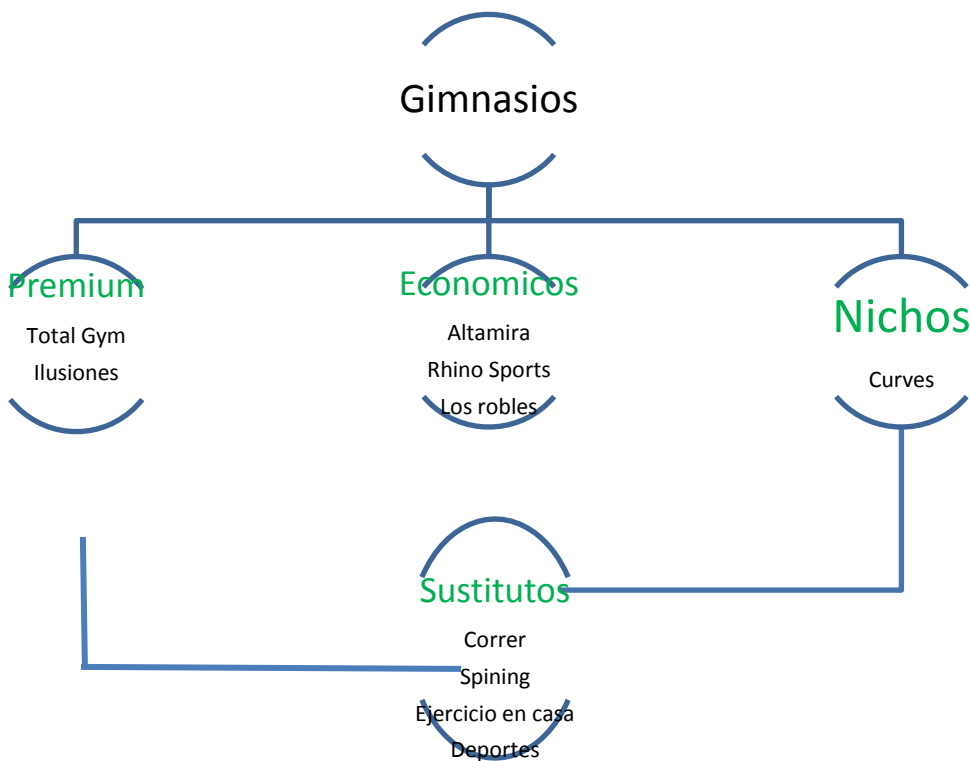 Gimnasios
Premium
Total Gym
Ilusiones
Economicos
Altamira
Rhino Sports
Los robles
Nichos
Curves
Sustitutos
Correr
Spining
Ejercicio en casa
Deportes